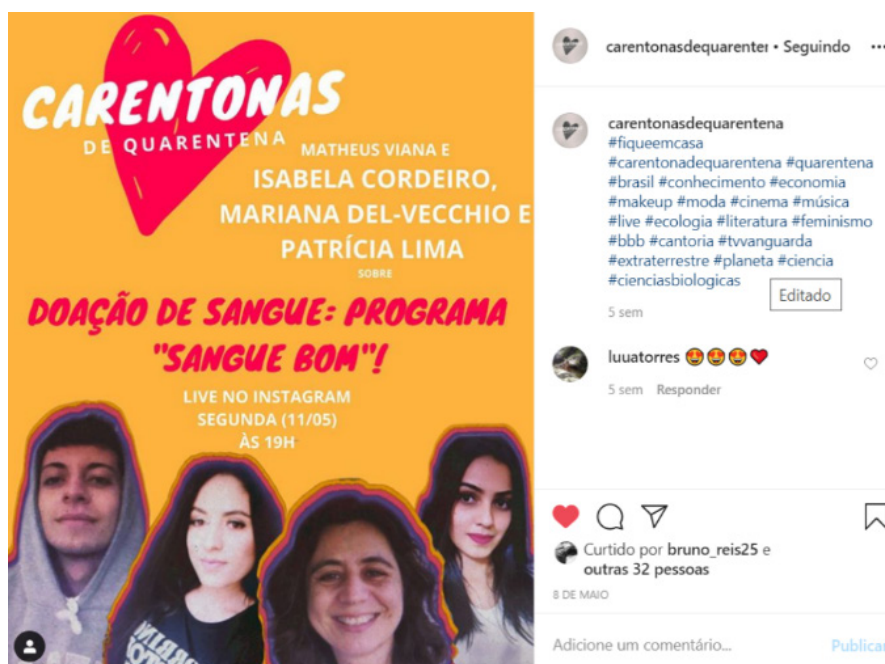 CARENTONAS
DE QUARENTENA
MATHEUS VIANA E
ISABELA CORDEIRO,
MARIANA DEL-VECCHIO E
PATRÍCIA LIMA
SOBRE
DOAÇÃO DE SANGUE: PROGRAMA
"SANGUE BOM"!
LIVE NO INSTAGRAM
SEGUNDA (11/05)
ÀS 19H
carentonasdequarenter • Seguindo
carentonasdequarentena
#fiqueemcasa
#carentonadequarentena #quarentena
#brasil #conhecimento #economia
#makeup #moda #cinema #música
#live #ecologia #literatura #feminismo
#bbb #cantoria #tvvanguarda
#extraterrestre #planeta #ciencia
#cienciasbiologicas
Editado
5 sem
luuatorres 😍😍😍❤️
5 sem Responder
Curtido por bruno_reis25 e
outras 32 pessoas
8 DE MAIO
Adicione um comentário... Publicar